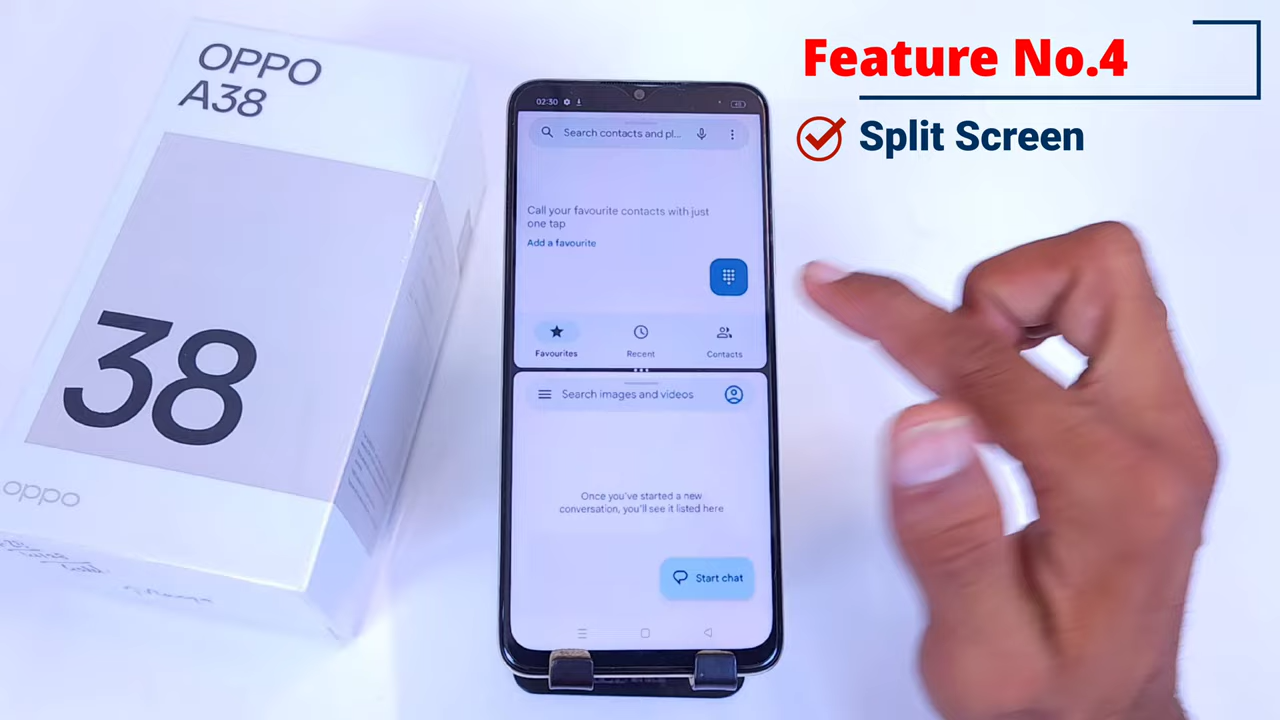 OPPO
A38
38
oppo
Feature No.4
Split Screen
02:30
Search contacts and pl...
Call your favourite contacts with just
one tap
Add a favourite
Favourites
Recent
Contacts
Search images and videos
Once you've started a new
conversation, you'll see it listed here
Start chat